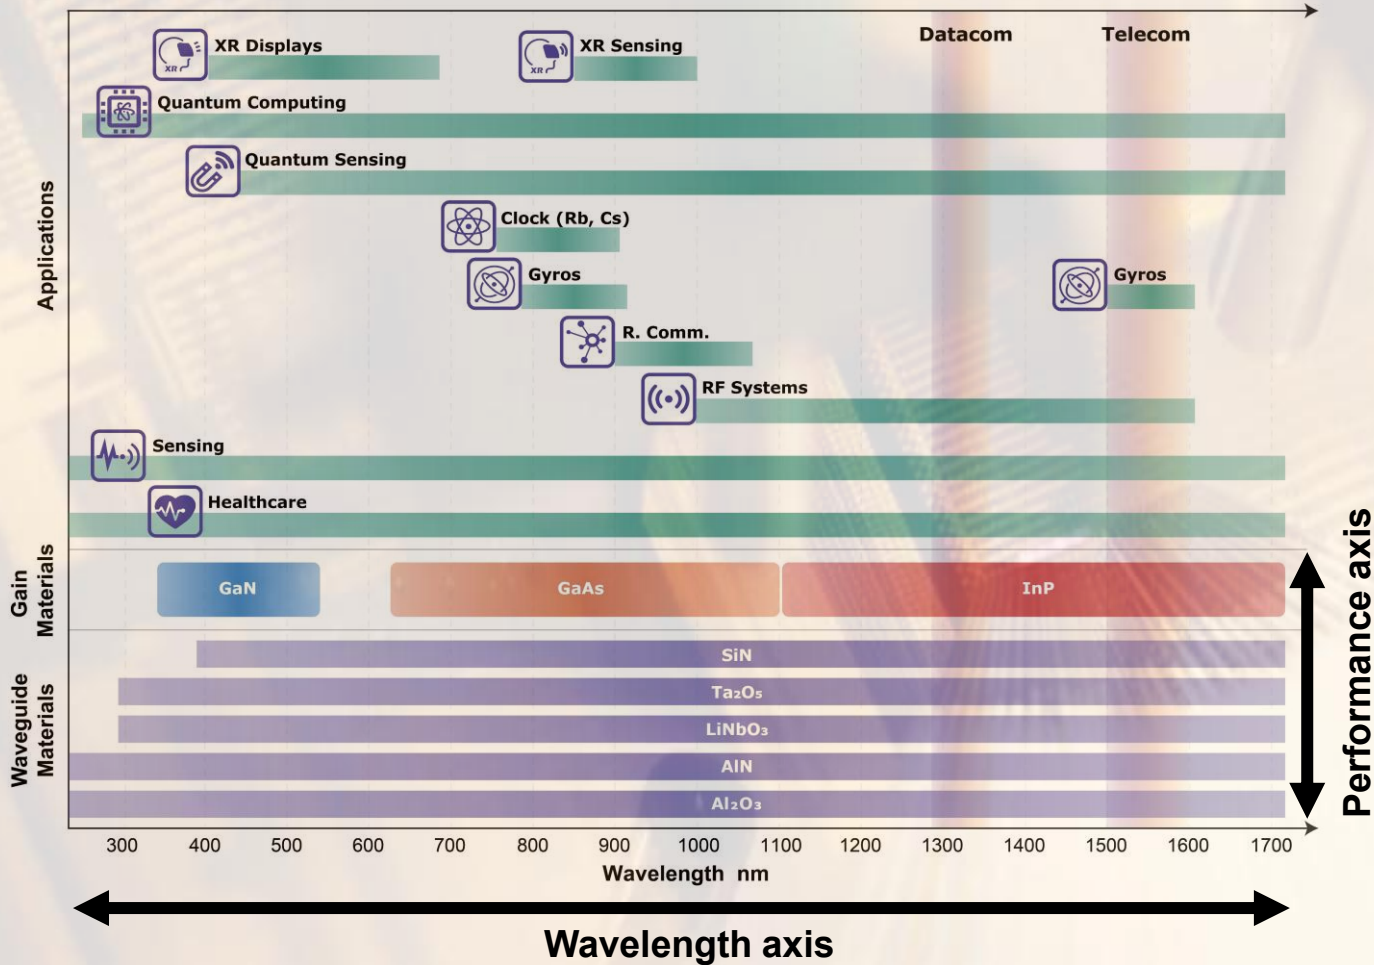 Datacom
Telecom
XR Displays
XR
XR Sensing
XR
Quantum Computing
Quantum Sensing
Clock (Rb, Cs)
Gyros
Gyros
R. Comm.
RF Systems
Sensing
Healthcare
Applications
Gain
Materials
GaN
GaAs
InP
Waveguide
Materials
SiN
Ta₂O₅
LiNbO₃
AlN
Al₂O₃
300 400 500 600 700 800 900 1000 1100 1200 1300 1400 1500 1600 1700
Wavelength nm
Wavelength axis
Performance axis